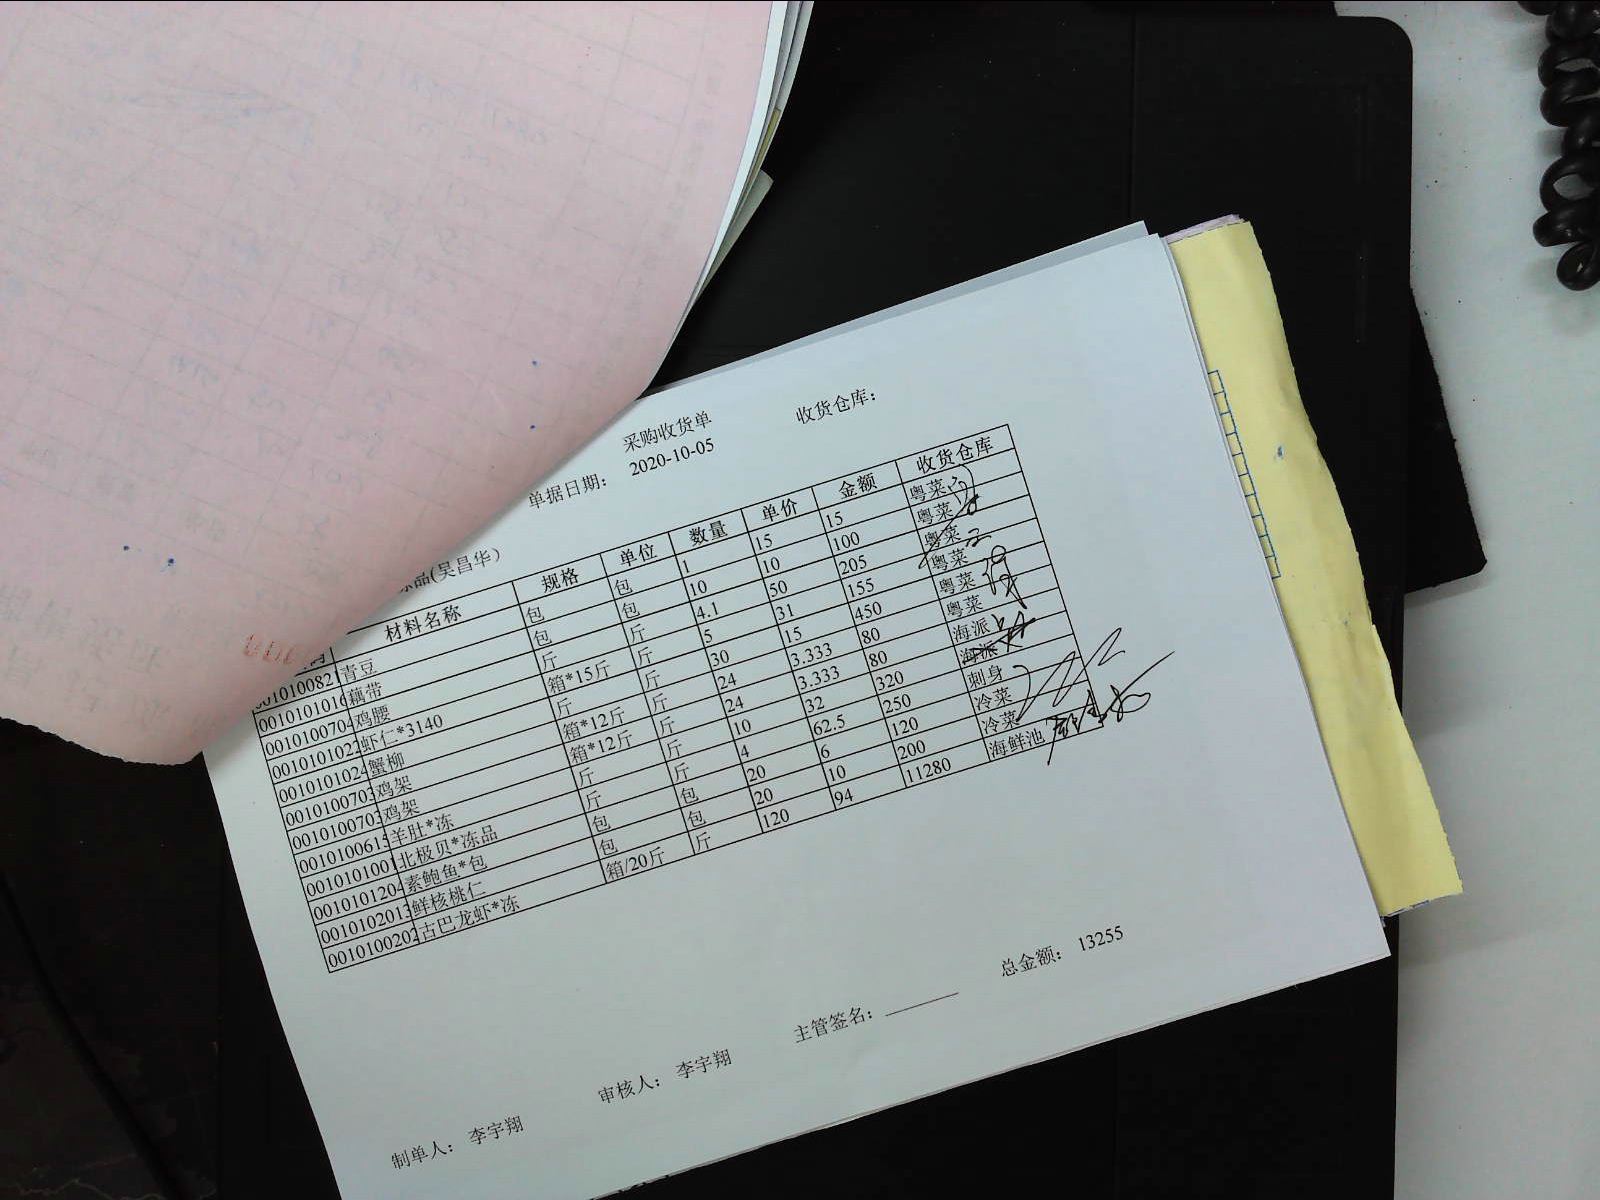 采购收货单
收货仓库：
单据日期： 2020-10-05
冻品(吴昌华)
材料名称 规格 单位 数量 单价 金额 收货仓库
001010082 青豆 包 包 1 15 15 粤菜
0010101016 藕带 包 包 10 10 100 粤菜
0010100704 鸡腰 斤 斤 4.1 50 205 粤菜
0010101022 虾仁*3140 箱*15斤 斤 5 31 155 粤菜
0010101024 蟹柳 斤 斤 30 15 450 粤菜
0010100703 鸡架 箱*12斤 斤 24 3.333 80 粤菜
0010100703 鸡架 箱*12斤 斤 24 3.333 80 海派
0010100615 羊肚*冻 斤 斤 10 32 320 海派
0010101001 北极贝*冻品 斤 斤 4 62.5 250 刺身
0010101204 素鲍鱼*包 包 包 20 6 120 冷菜
0010102013 鲜核桃仁 包 包 20 10 200 冷菜
0010100202 古巴龙虾*冻 箱/20斤 斤 120 94 11280 海鲜池
总金额： 13255
制单人： 李宇翔
审核人： 李宇翔
主管签名：